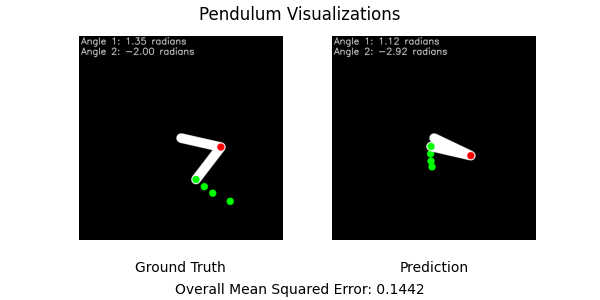 Pendulum Visualizations
Angle 1: 1.35 radians
Angle 2: −2.00 radians
Angle 1: 1.12 radians
Angle 2: −2.92 radians
Ground Truth
Prediction
Overall Mean Squared Error: 0.1442